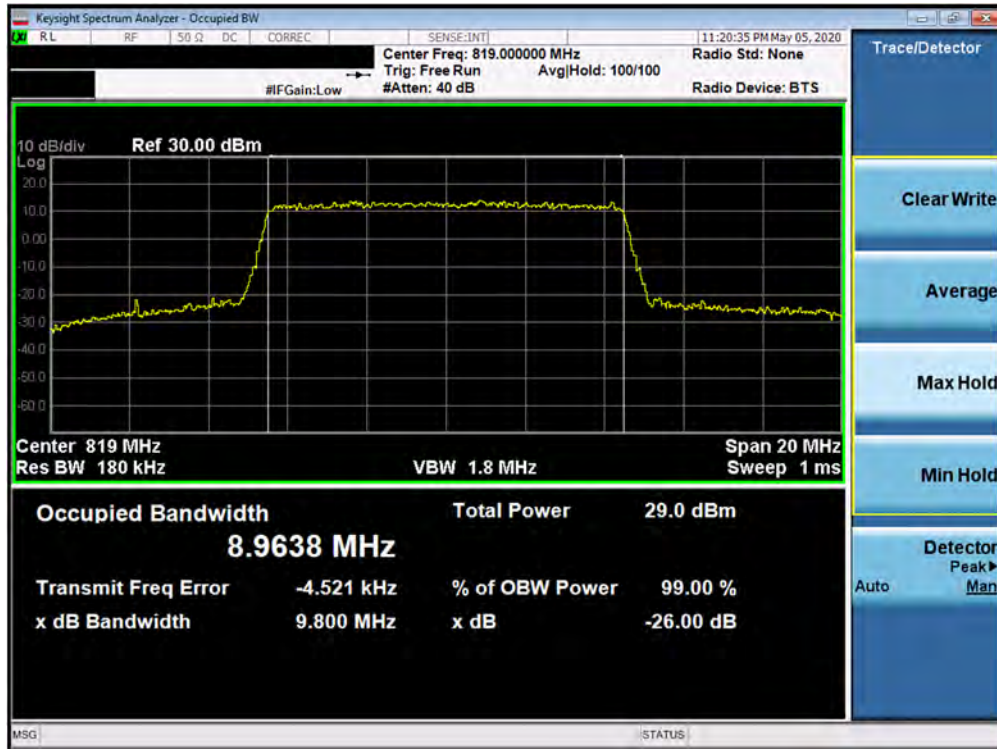 Keysight Spectrum Analyzer - Occupied BW
LXI RL RF 50 Ω DC CORREC SENSE:INT 11:20:35 PM May 05, 2020
Center Freq: 819.000000 MHz Radio Std: None
Trig: Free Run Avg|Hold: 100/100
#IFGain:Low #Atten: 40 dB Radio Device: BTS
10 dB/div Ref 30.00 dBm
Log
20.0
10.0
0.00
-10.0
-20.0
-30.0
-40.0
-50.0
-60.0
Center 819 MHz Span 20 MHz
Res BW 180 kHz VBW 1.8 MHz Sweep 1 ms
Occupied Bandwidth Total Power 29.0 dBm
8.9638 MHz
Transmit Freq Error -4.521 kHz % of OBW Power 99.00 %
x dB Bandwidth 9.800 MHz x dB -26.00 dB
MSG STATUS
Trace/Detector
Clear Write
Average
Max Hold
Min Hold
Detector
Peak▶
Auto Man